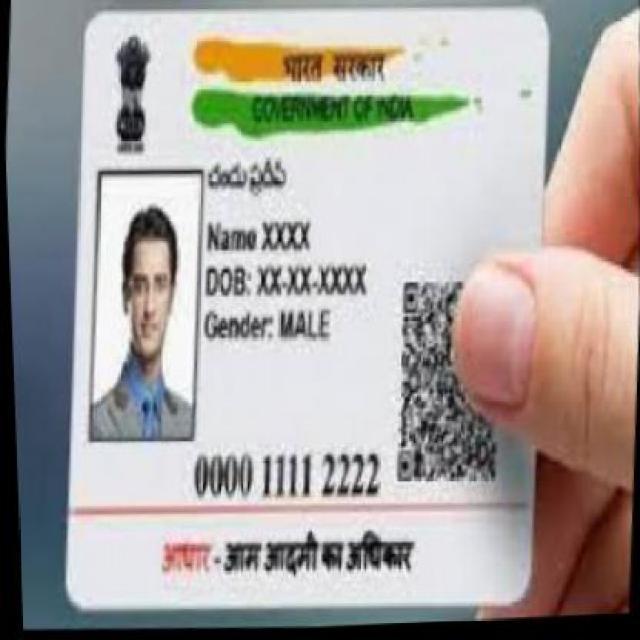 भारत सरकार
GOVERNMENT OF INDIA
చందు ప్రదీప్
Name XXXX
DOB: XX-XX-XXXX
Gender: MALE
0000 1111 2222
आधार - आम आदमी का अधिकार